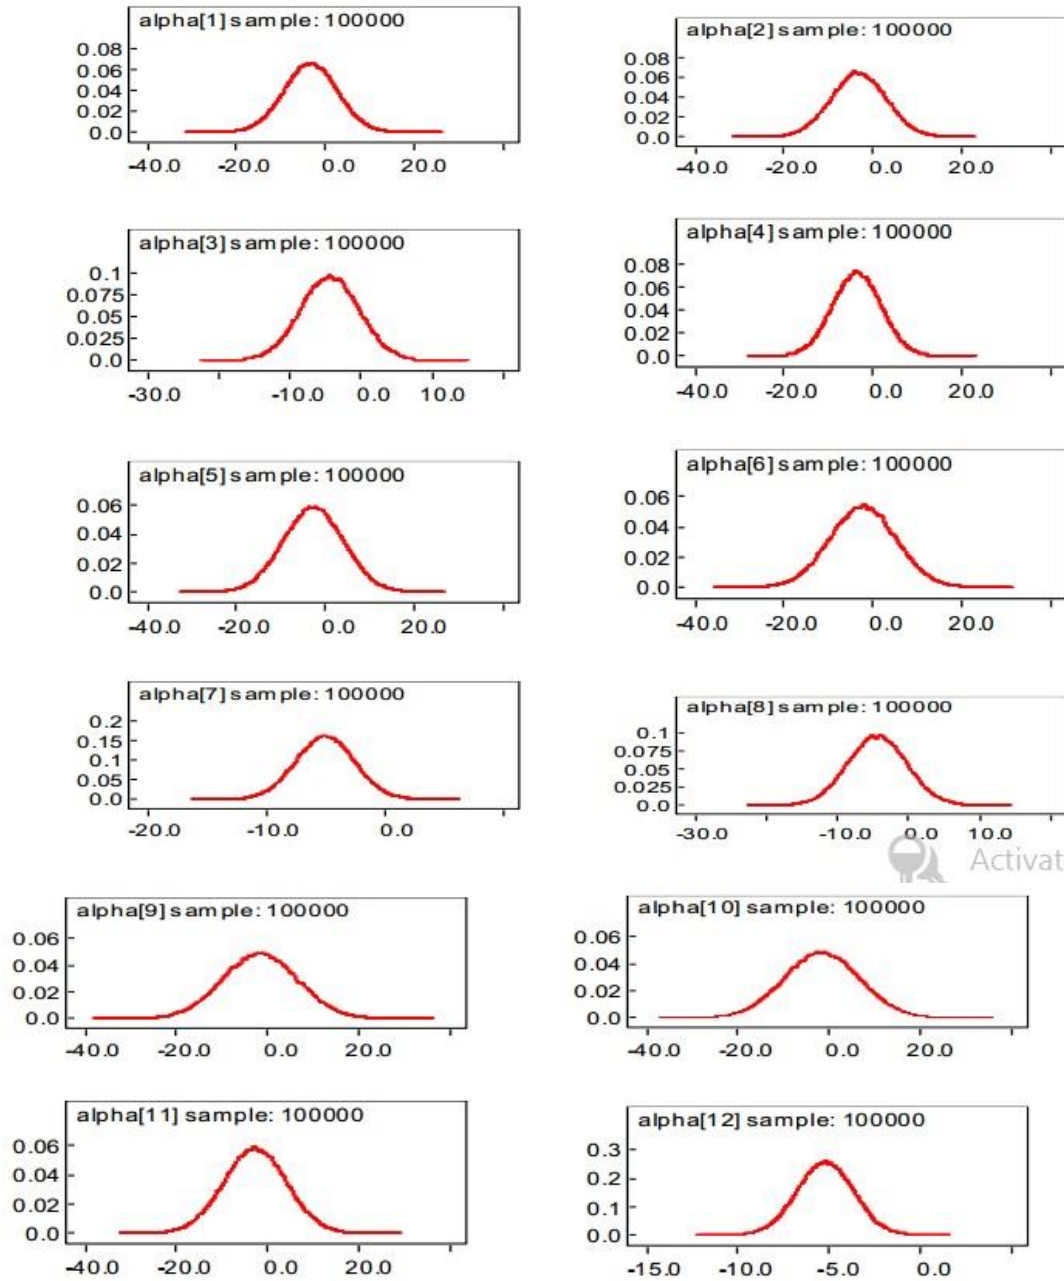 alpha[1] sample: 100000
0.08
0.06
0.04
0.02
0.0
-40.0 -20.0 0.0 20.0
alpha[2] sample: 100000
0.08
0.06
0.04
0.02
0.0
-40.0 -20.0 0.0 20.0
alpha[3] sample: 100000
0.1
0.075
0.05
0.025
0.0
-30.0 -10.0 0.0 10.0
alpha[4] sample: 100000
0.08
0.06
0.04
0.02
0.0
-40.0 -20.0 0.0 20.0
alpha[5] sample: 100000
0.06
0.04
0.02
0.0
-40.0 -20.0 0.0 20.0
alpha[6] sample: 100000
0.06
0.04
0.02
0.0
-40.0 -20.0 0.0 20.0
alpha[7] sample: 100000
0.2
0.15
0.1
0.05
0.0
-20.0 -10.0 0.0
alpha[8] sample: 100000
0.1
0.075
0.05
0.025
0.0
-30.0 -10.0 0.0 10.0
Activat
alpha[9] sample: 100000
0.06
0.04
0.02
0.0
-40.0 -20.0 0.0 20.0
alpha[10] sample: 100000
0.06
0.04
0.02
0.0
-40.0 -20.0 0.0 20.0
alpha[11] sample: 100000
0.06
0.04
0.02
0.0
-40.0 -20.0 0.0 20.0
alpha[12] sample: 100000
0.3
0.2
0.1
0.0
-15.0 -10.0 -5.0 0.0